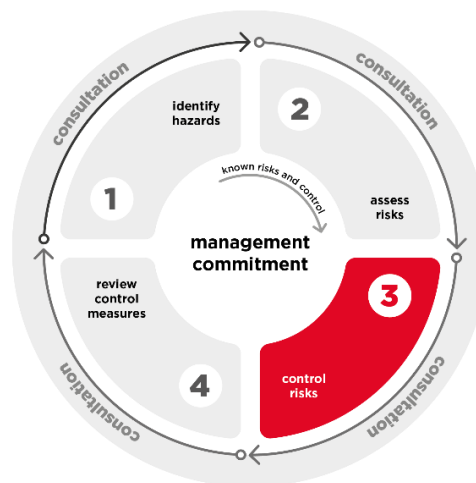 consultation
consultation
identify
hazards
2
known risks and control
1
assess
risks
management
commitment
review
control
measures
3
4
control
risks
consultation
consultation